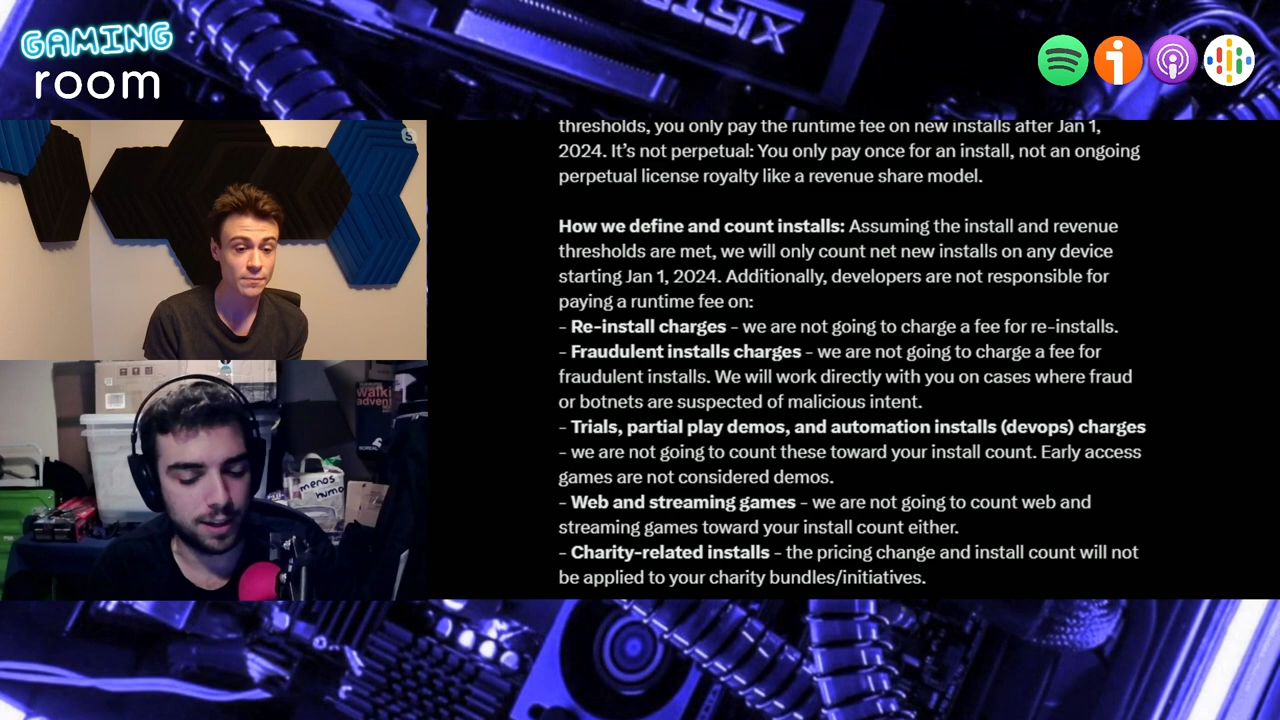 GAMING
room
thresholds, you only pay the runtime fee on new installs after Jan 1,
2024. It’s not perpetual: You only pay once for an install, not an ongoing
perpetual license royalty like a revenue share model.
How we define and count installs: Assuming the install and revenue
thresholds are met, we will only count net new installs on any device
starting Jan 1, 2024. Additionally, developers are not responsible for
paying a runtime fee on:
- Re-install charges - we are not going to charge a fee for re-installs.
- Fraudulent installs charges - we are not going to charge a fee for
fraudulent installs. We will work directly with you on cases where fraud
or botnets are suspected of malicious intent.
- Trials, partial play demos, and automation installs (devops) charges
- we are not going to count these toward your install count. Early access
games are not considered demos.
- Web and streaming games - we are not going to count web and
streaming games toward your install count either.
- Charity-related installs - the pricing change and install count will not
be applied to your charity bundles/initiatives.
walki
adven
menos
humo